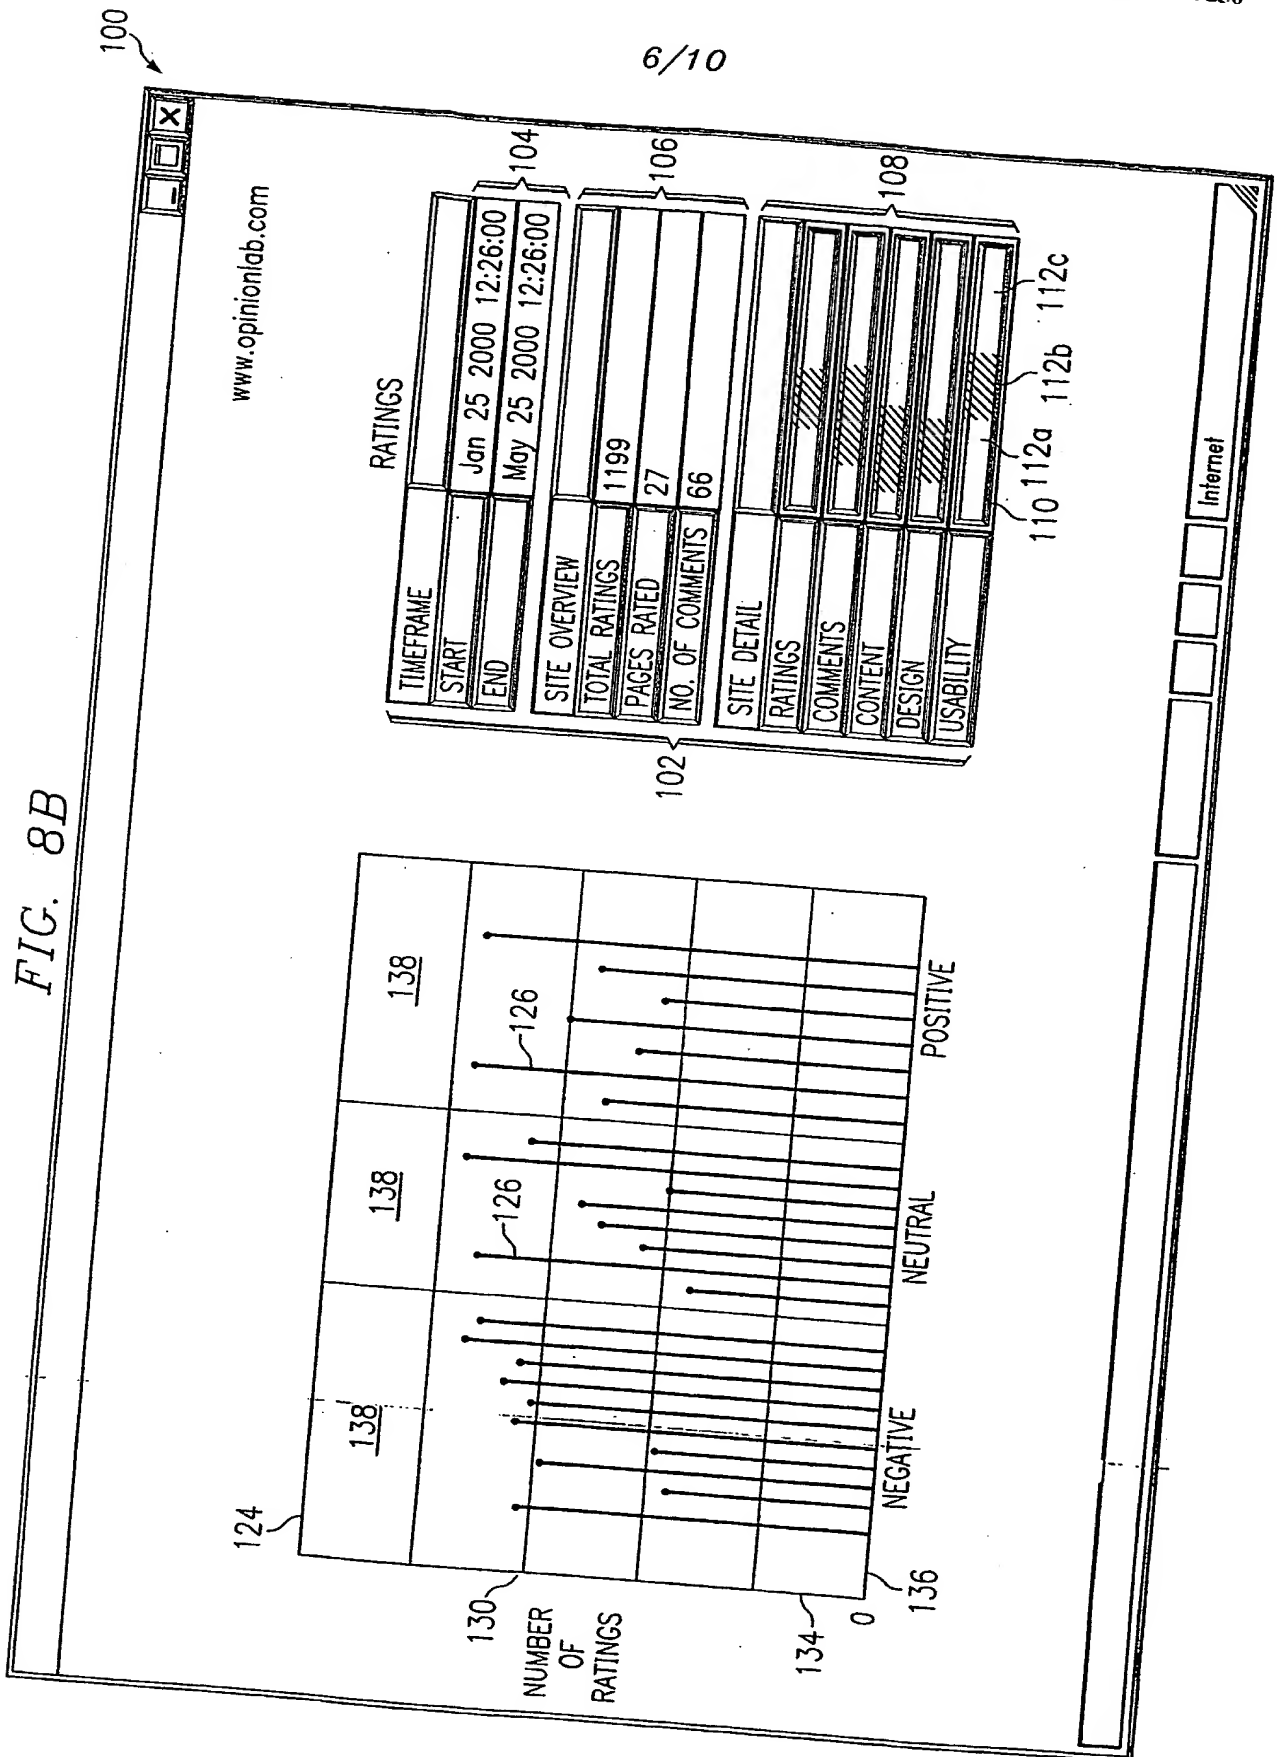 6/10
FIG. 8B
100
www.opinionlab.com
124
138
138
138
126
126
130
NUMBER
OF
RATINGS
134
0
136
NEGATIVE
NEUTRAL
POSITIVE
RATINGS
102
TIMEFRAME
START Jan 25 2000 12:26:00
END May 25 2000 12:26:00
104
SITE OVERVIEW
TOTAL RATINGS 1199
PAGES RATED 27
NO. OF COMMENTS 66
106
SITE DETAIL
RATINGS
COMMENTS
CONTENT
DESIGN
USABILITY
108
110
112a
112b
112c
Internet